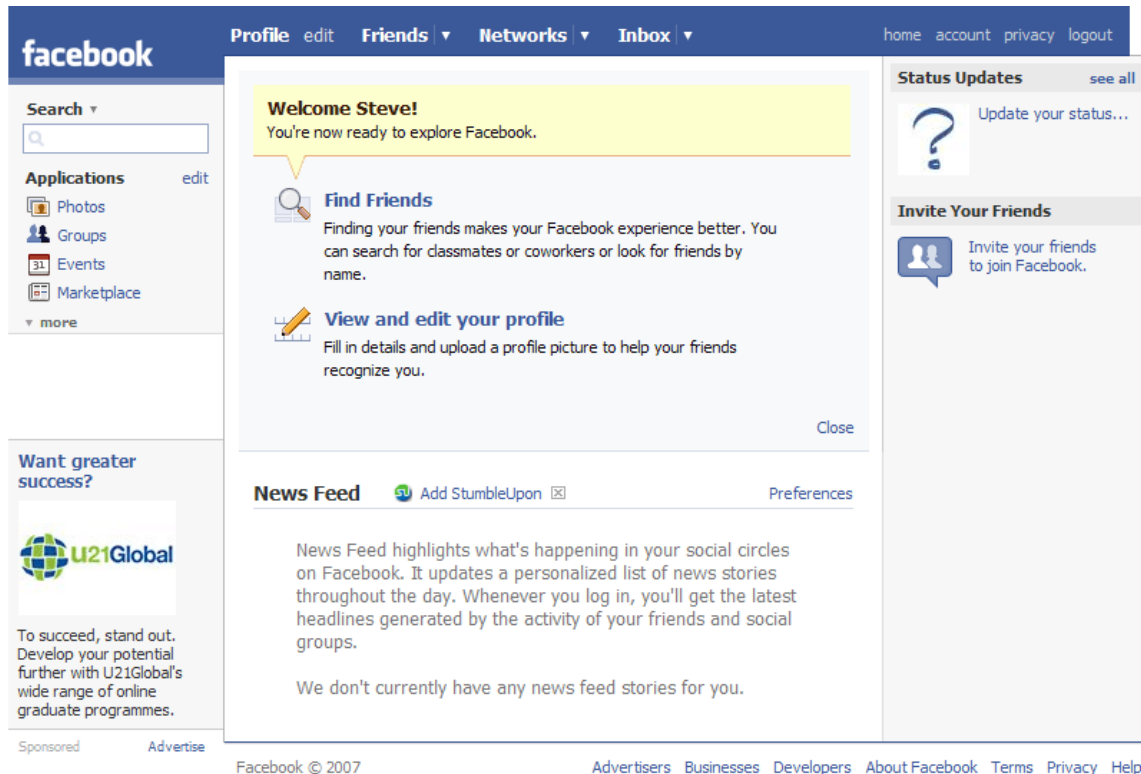 facebook
Profile edit Friends ▼ Networks ▼ Inbox ▼
home account privacy logout
Search ▼
Applications edit
Photos
Groups
31 Events
Marketplace
▼ more
Want greater
success?
U21Global
To succeed, stand out.
Develop your potential
further with U21Global's
wide range of online
graduate programmes.
Sponsored Advertise
Welcome Steve!
You're now ready to explore Facebook.
Find Friends
Finding your friends makes your Facebook experience better. You
can search for classmates or coworkers or look for friends by
name.
View and edit your profile
Fill in details and upload a profile picture to help your friends
recognize you.
Close
News Feed SU Add StumbleUpon Preferences
News Feed highlights what's happening in your social circles
on Facebook. It updates a personalized list of news stories
throughout the day. Whenever you log in, you'll get the latest
headlines generated by the activity of your friends and social
groups.
We don't currently have any news feed stories for you.
Status Updates see all
?
Update your status...
Invite Your Friends
Invite your friends
to join Facebook.
Facebook © 2007
Advertisers Businesses Developers About Facebook Terms Privacy Help